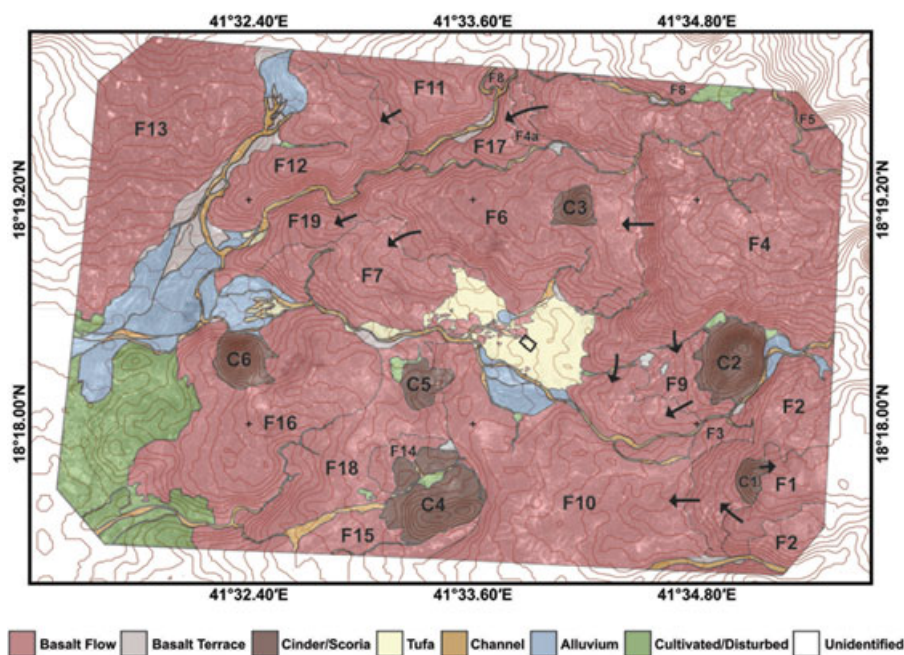 41°32.40'E 41°33.60'E 41°34.80'E
F8
F11
F8
F13
F5
F4a
F17
F12
18°19.20'N 18°19.20'N
C3
F6
F19
F4
F7
C2
C6
C5
F9
F2
18°18.00'N 18°18.00'N
F16
F3
F14
F18
C1
F1
C4
F10
F15
F2
41°32.40'E 41°33.60'E 41°34.80'E
Basalt Flow Basalt Terrace Cinder/Scoria Tufa Channel Alluvium Cultivated/Disturbed Unidentified